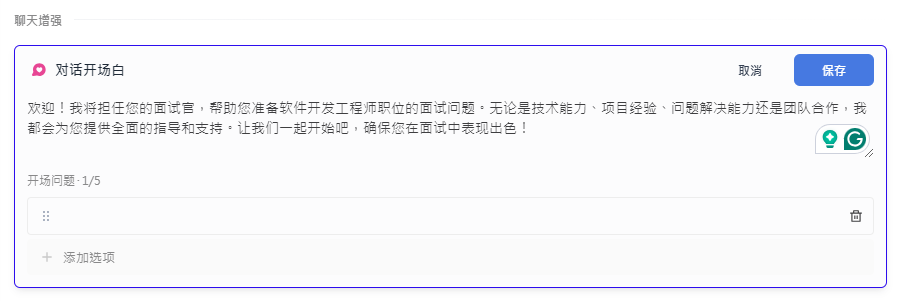 聊天增强
对话开场白
取消
保存
欢迎！我将担任您的面试官，帮助您准备软件开发工程师职位的面试问题。无论是技术能力、项目经验、问题解决能力还是团队合作，我
都会为您提供全面的指导和支持。让我们一起开始吧，确保您在面试中表现出色！
开场问题·1/5
添加选项